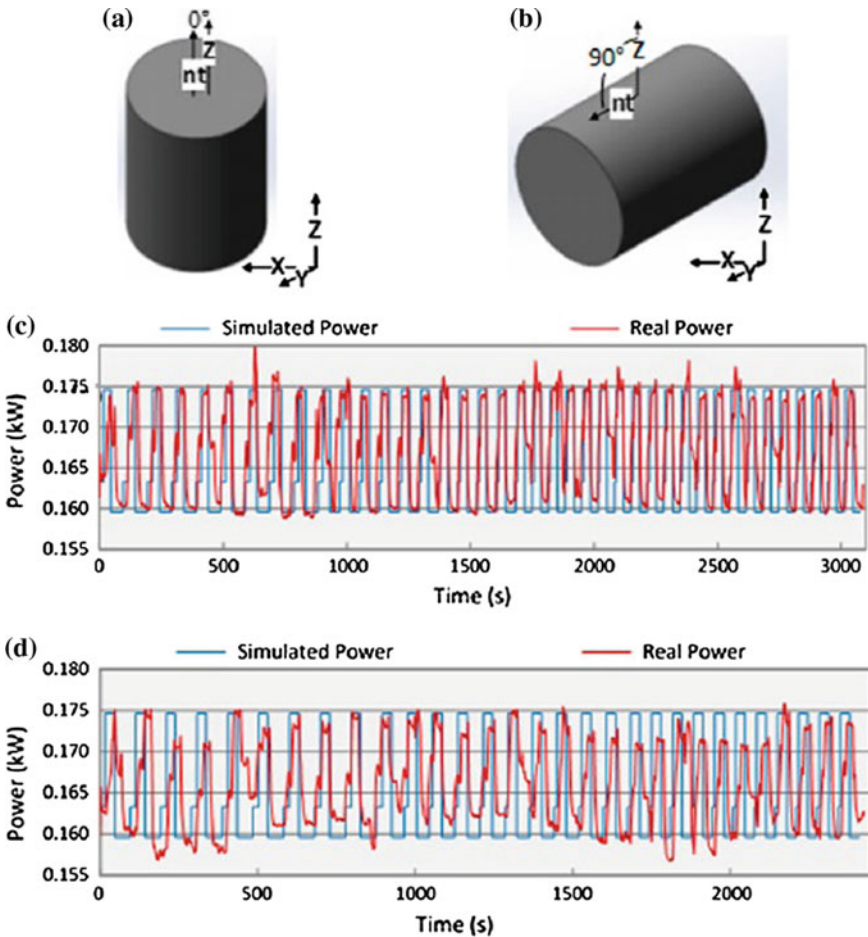 (a)
0°
Z
nt
Z
X
Y
(b)
90°
Z
nt
Z
X
Y
(c)
Simulated Power
Real Power
Power (kW)
0.180
0.175
0.170
0.165
0.160
0.155
0
500
1000
1500
2000
2500
3000
Time (s)
(d)
Simulated Power
Real Power
Power (kW)
0.180
0.175
0.170
0.165
0.160
0.155
0
500
1000
1500
2000
Time (s)